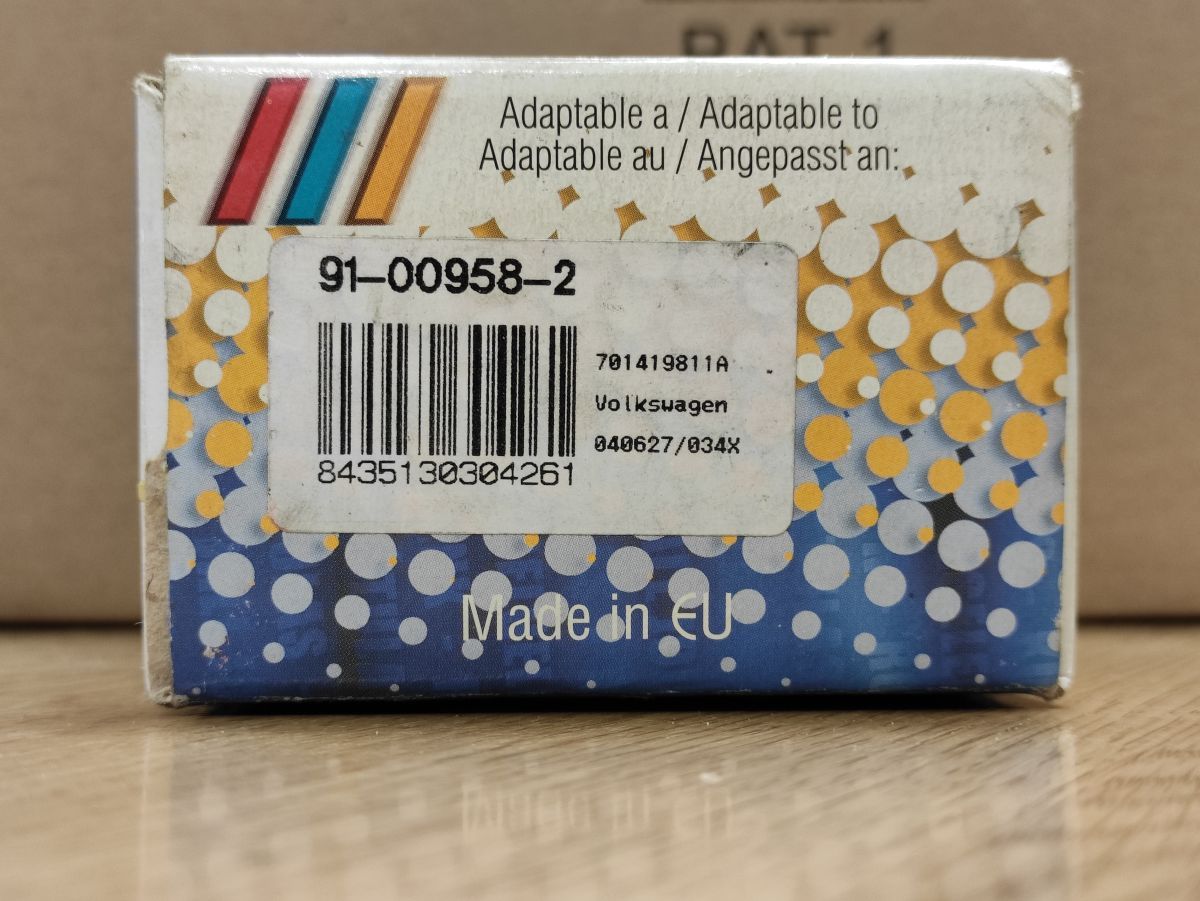 Adaptable a / Adaptable to
Adaptable au / Angepasst an:
91-00958-2
701419811A
Volkswagen
040627/034X
8435130304261
Made in EU